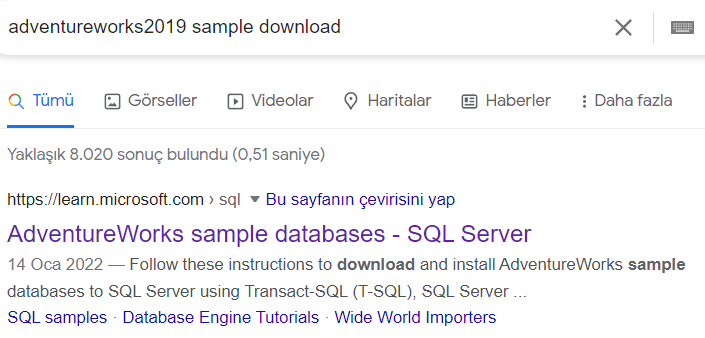 adventureworks2019 sample download
Tümü Görseller Videolar Haritalar Haberler Daha fazla
Yaklaşık 8.020 sonuç bulundu (0,51 saniye)
https://learn.microsoft.com › sql Bu sayfanın çevirisini yap
AdventureWorks sample databases - SQL Server
14 Oca 2022 — Follow these instructions to download and install AdventureWorks sample
databases to SQL Server using Transact-SQL (T-SQL), SQL Server ...
SQL samples · Database Engine Tutorials · Wide World Importers